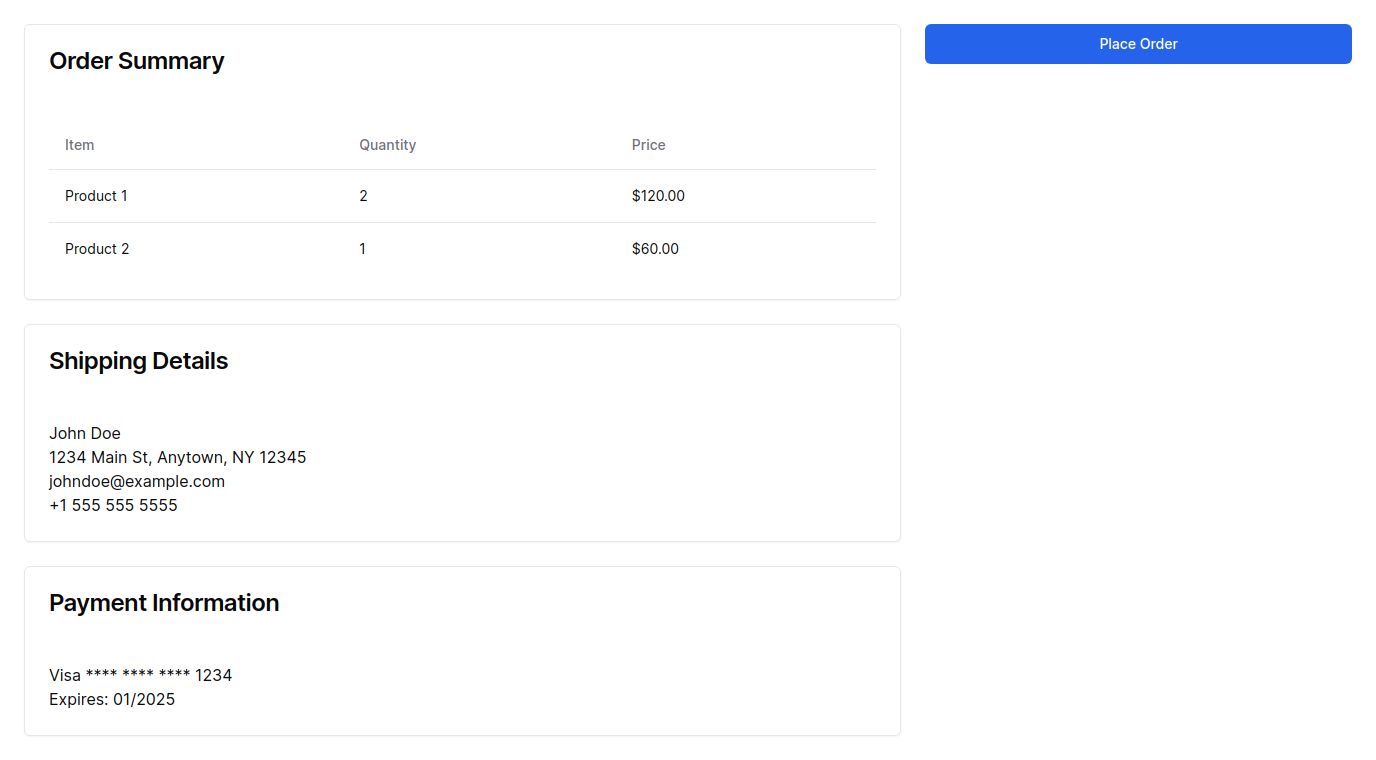 Order Summary
Place Order
Item Quantity Price
Product 1 2 $120.00
Product 2 1 $60.00
Shipping Details
John Doe
1234 Main St, Anytown, NY 12345
johndoe@example.com
+1 555 555 5555
Payment Information
Visa **** **** **** 1234
Expires: 01/2025